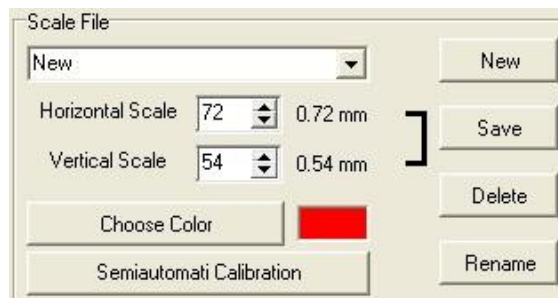 Scale File
New
New
Horizontal Scale 72 0.72 mm
Save
Vertical Scale 54 0.54 mm
Delete
Choose Color
Rename
Semiautomati Calibration